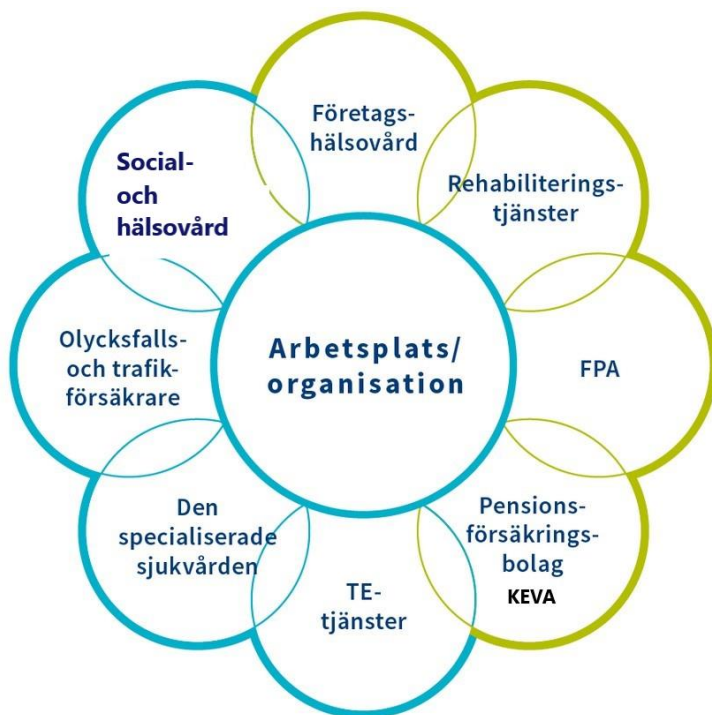 Företags-
hälsovård
Social-
och
hälsovård
Rehabiliterings-
tjänster
Olycksfalls-
och trafik-
försäkrare
Arbetsplats/
organisation
FPA
Den
specialiserade
sjukvården
Pensions-
försäkrings-
bolag
KEVA
TE-
tjänster